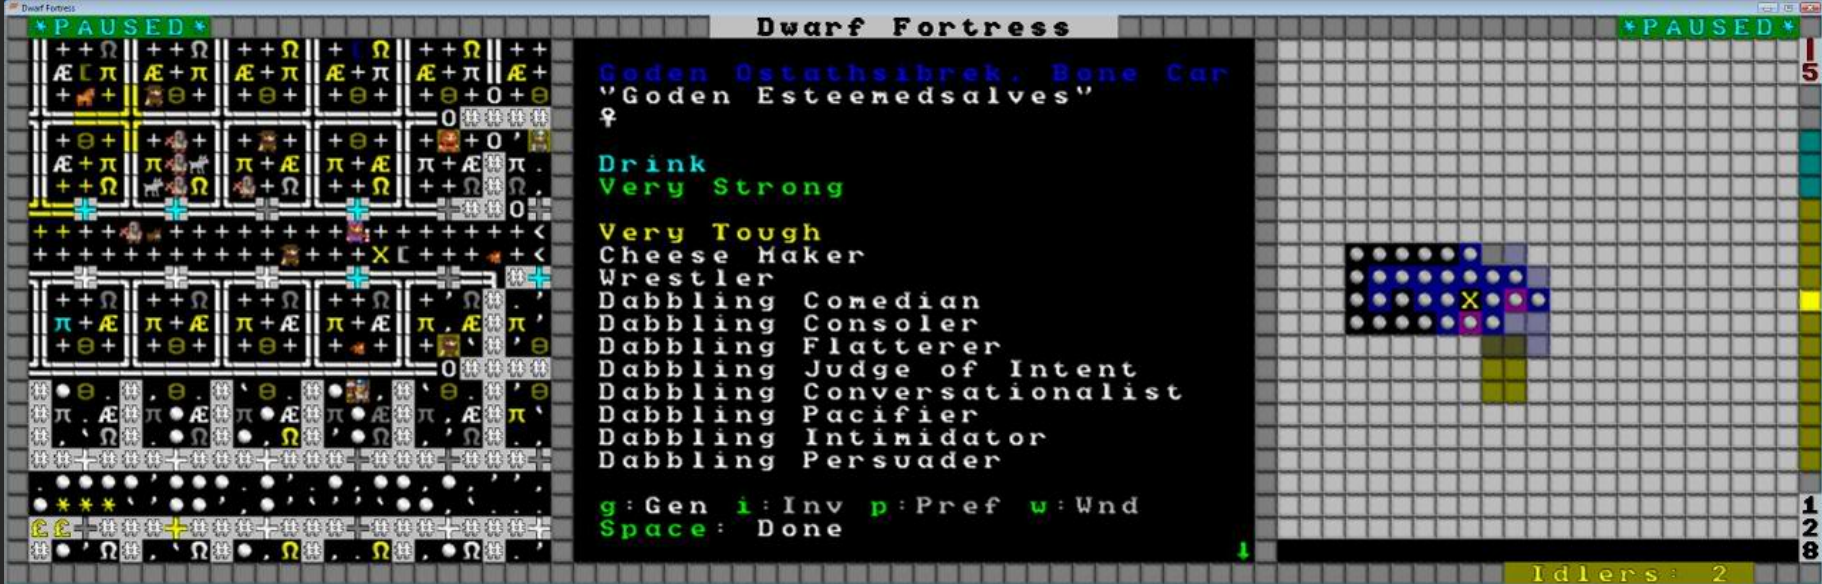 Dwarf Fortress
*PAUSED*
Dwarf Fortress
*PAUSED*
Goden Ostathsibrek, Bone Car
"Goden Esteemedsalves"
♀
Drink
Very Strong
Very Tough
Cheese Maker
Wrestler
Dabbling Comedian
Dabbling Consoler
Dabbling Flatterer
Dabbling Judge of Intent
Dabbling Conversationalist
Dabbling Pacifier
Dabbling Intimidator
Dabbling Persuader
g:Gen i:Inv p:Pref w:Wnd
Space: Done
15
128
Idlers: 2